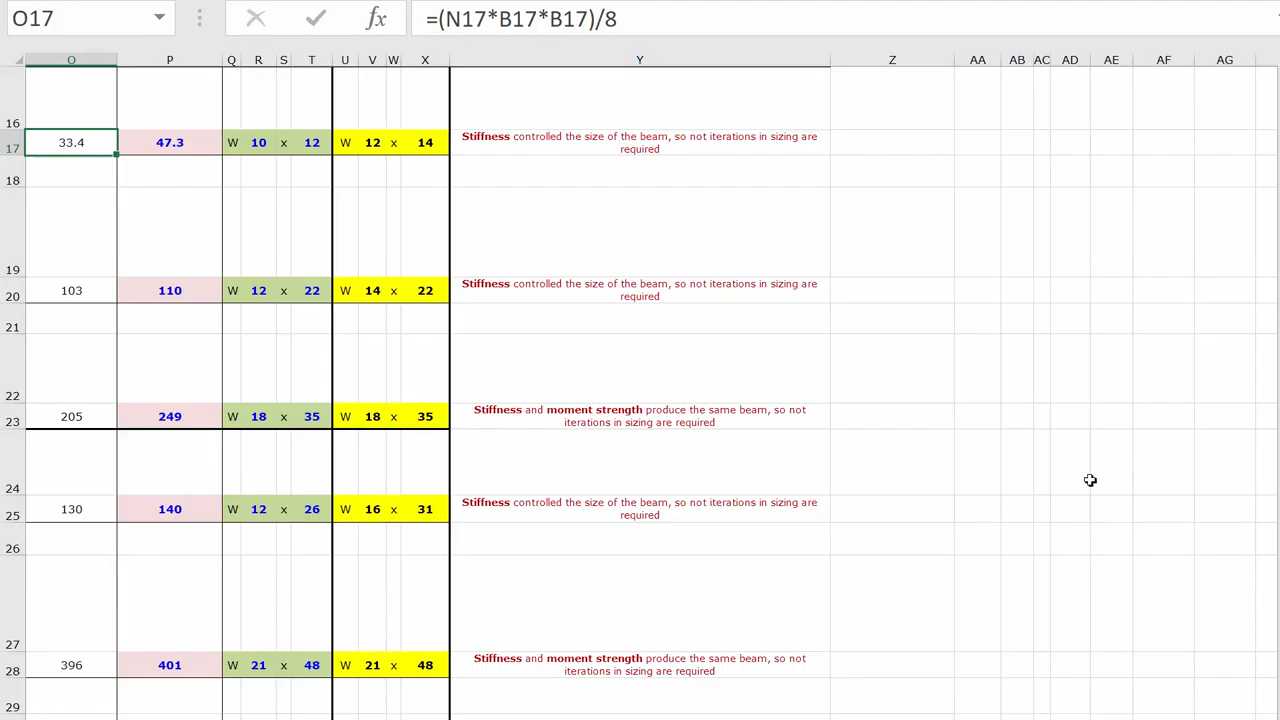 O17 fx =(N17*B17*B17)/8
O P Q R S T U V W X Y Z AA AB AC AD AE AF AG
16
17 33.4 47.3 W 10 x 12 W 12 x 14 Stiffness controlled the size of the beam, so not iterations in sizing are
required
18
19
20 103 110 W 12 x 22 W 14 x 22 Stiffness controlled the size of the beam, so not iterations in sizing are
required
21
22
23 205 249 W 18 x 35 W 18 x 35 Stiffness and moment strength produce the same beam, so not
iterations in sizing are required
24
25 130 140 W 12 x 26 W 16 x 31 Stiffness controlled the size of the beam, so not iterations in sizing are
required
26
27
28 396 401 W 21 x 48 W 21 x 48 Stiffness and moment strength produce the same beam, so not
iterations in sizing are required
29